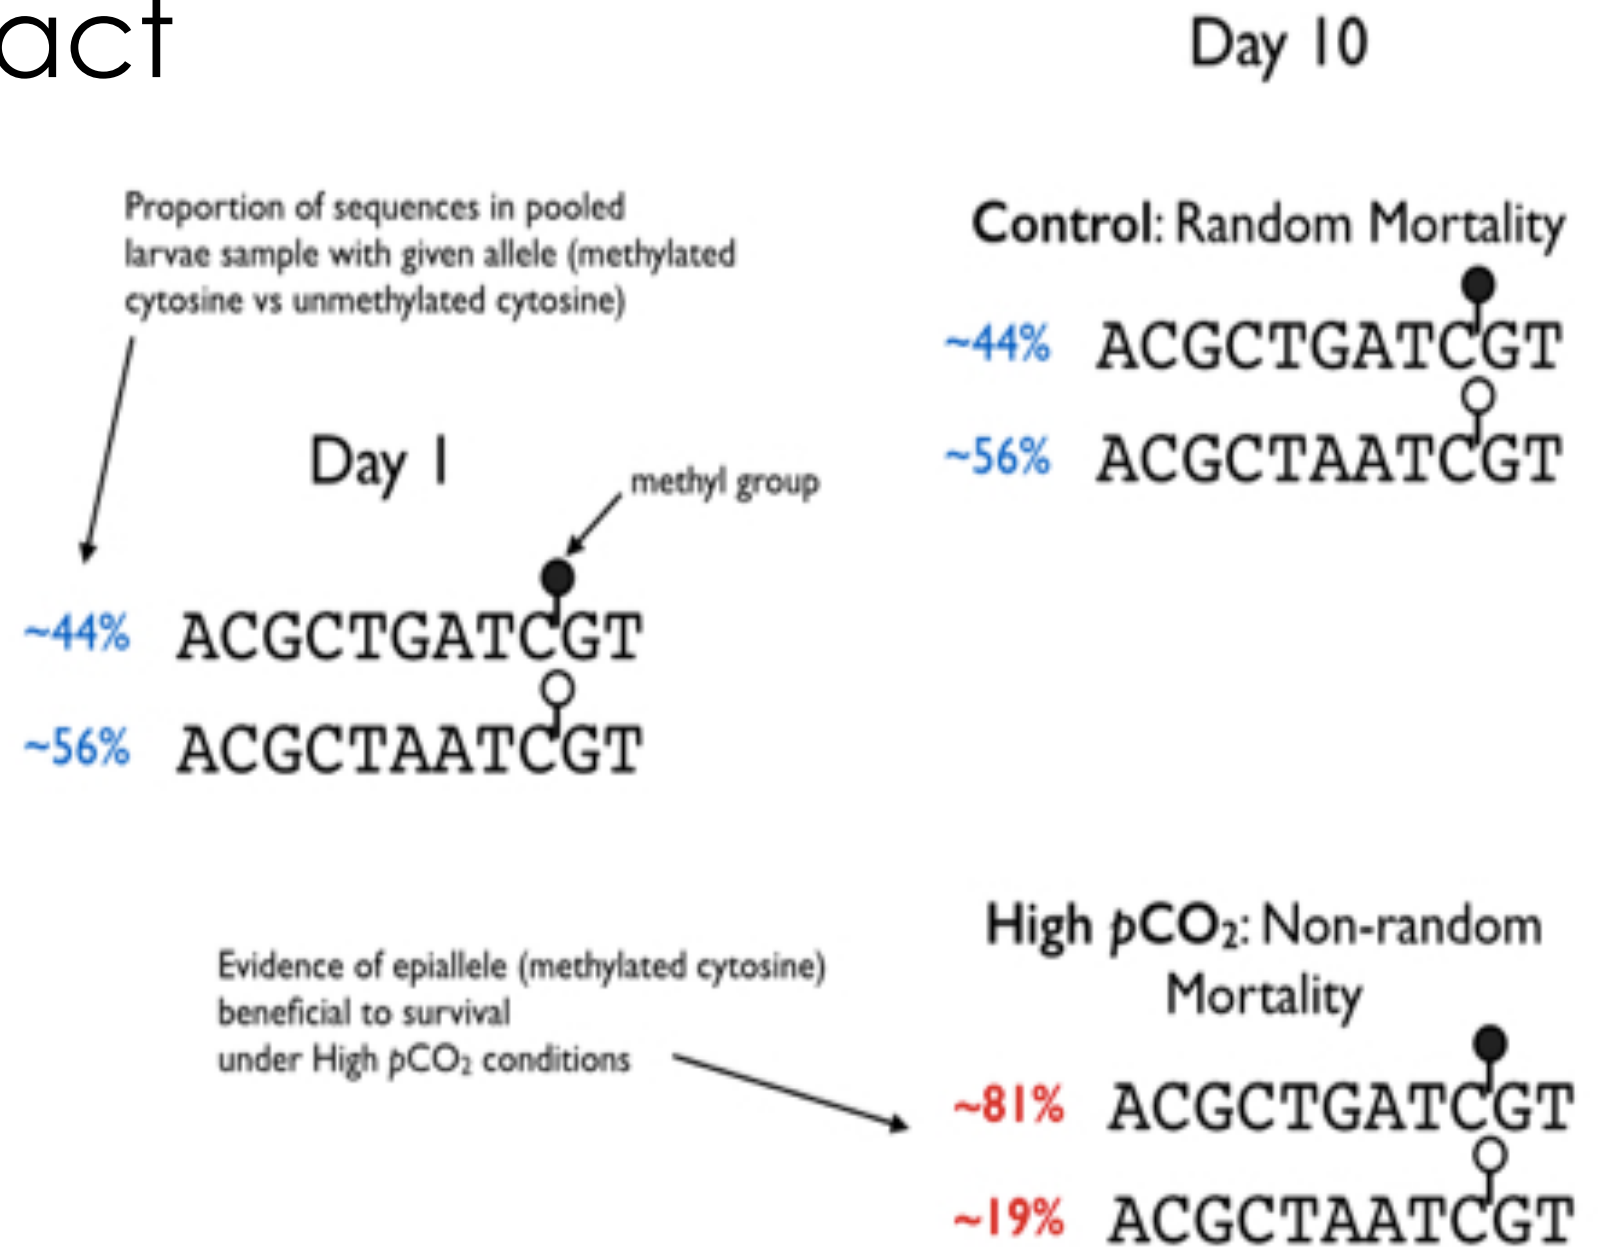 act
Proportion of sequences in pooled
larvae sample with given allele (methylated
cytosine vs unmethylated cytosine)
Day 1
methyl group
~44% ACGCTGATCGT
~56% ACGCTAATCGT
Day 10
Control: Random Mortality
~44% ACGCTGATCGT
~56% ACGCTAATCGT
Evidence of epiallele (methylated cytosine)
beneficial to survival
under High pCO₂ conditions
High pCO₂: Non-random
Mortality
~81% ACGCTGATCGT
~19% ACGCTAATCGT